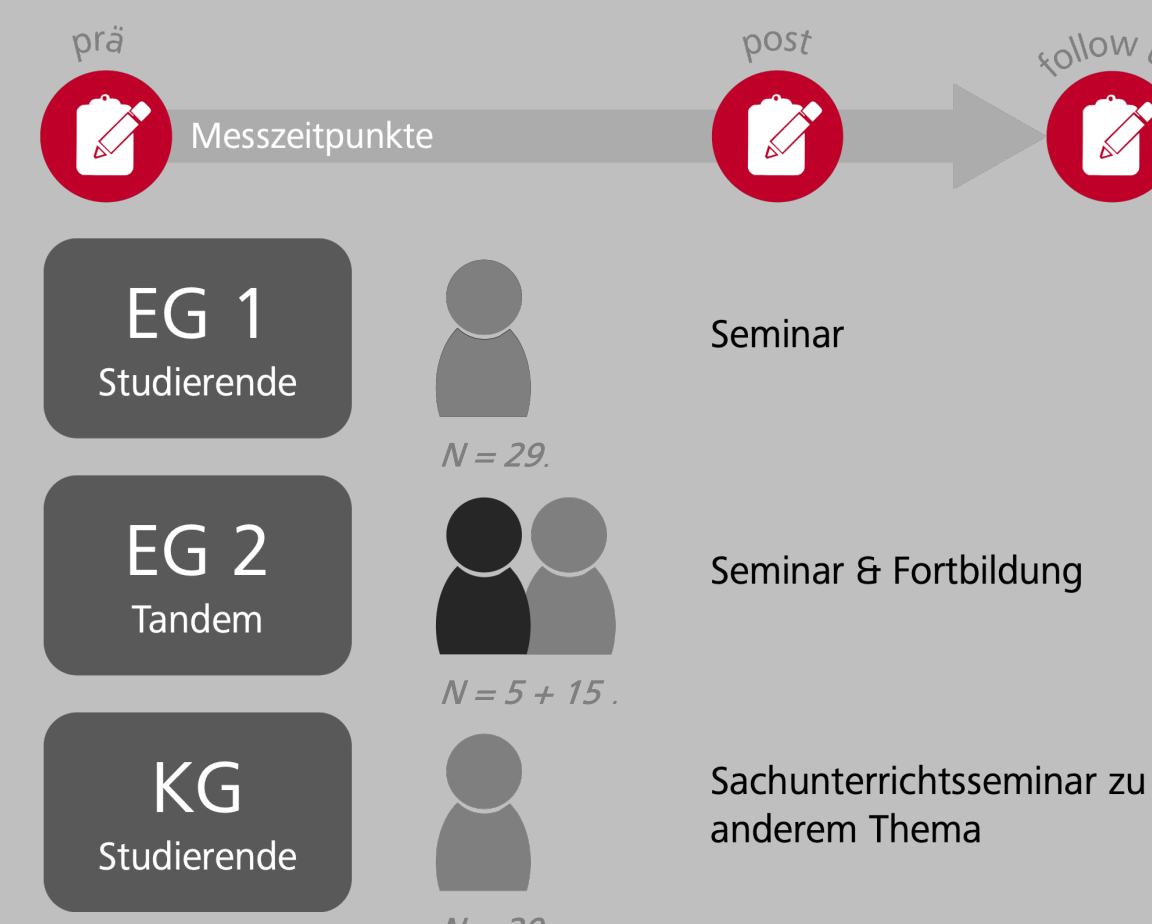 prä
post
follow
Messzeitpunkte
EG 1
Studierende
Seminar
N = 29.
EG 2
Tandem
Seminar & Fortbildung
N = 5 + 15 .
KG
Studierende
Sachunterrichtsseminar zu
anderem Thema